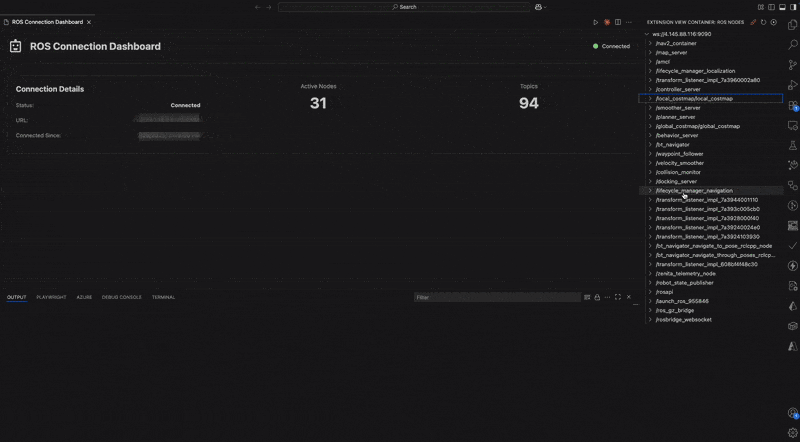 Search
ROS Connection Dashboard
ROS Connection Dashboard
Connected
Connection Details
Status:
Connected
URL:
Connected Since:
Active Nodes
31
Topics
94
OUTPUT
PLAYWRIGHT
AZURE
DEBUG CONSOLE
TERMINAL
Filter
EXTENSION VIEW CONTAINER: ROS NODES
ws://4.145.88.116:9090
/nav2_container
/map_server
/amcl
/lifecycle_manager_localization
/transform_listener_impl_7a3960002a80
/controller_server
/local_costmap/local_costmap
/smoother_server
/planner_server
/global_costmap/global_costmap
/behavior_server
/bt_navigator
/waypoint_follower
/velocity_smoother
/collision_monitor
/docking_server
/lifecycle_manager_navigation
/transform_listener_impl_7a3944001110
/transform_listener_impl_7a393c005cb0
/transform_listener_impl_7a3928000f40
/transform_listener_impl_7a39240024e0
/transform_listener_impl_7a3924103930
/bt_navigator_navigate_to_pose_rclcpp_node
/bt_navigator_navigate_through_poses_rclcp...
/transform_listener_impl_608bf4f48c30
/zenita_telemetry_node
/robot_state_publisher
/rosapi
/launch_ros_955846
/ros_gz_bridge
/rosbridge_websocket